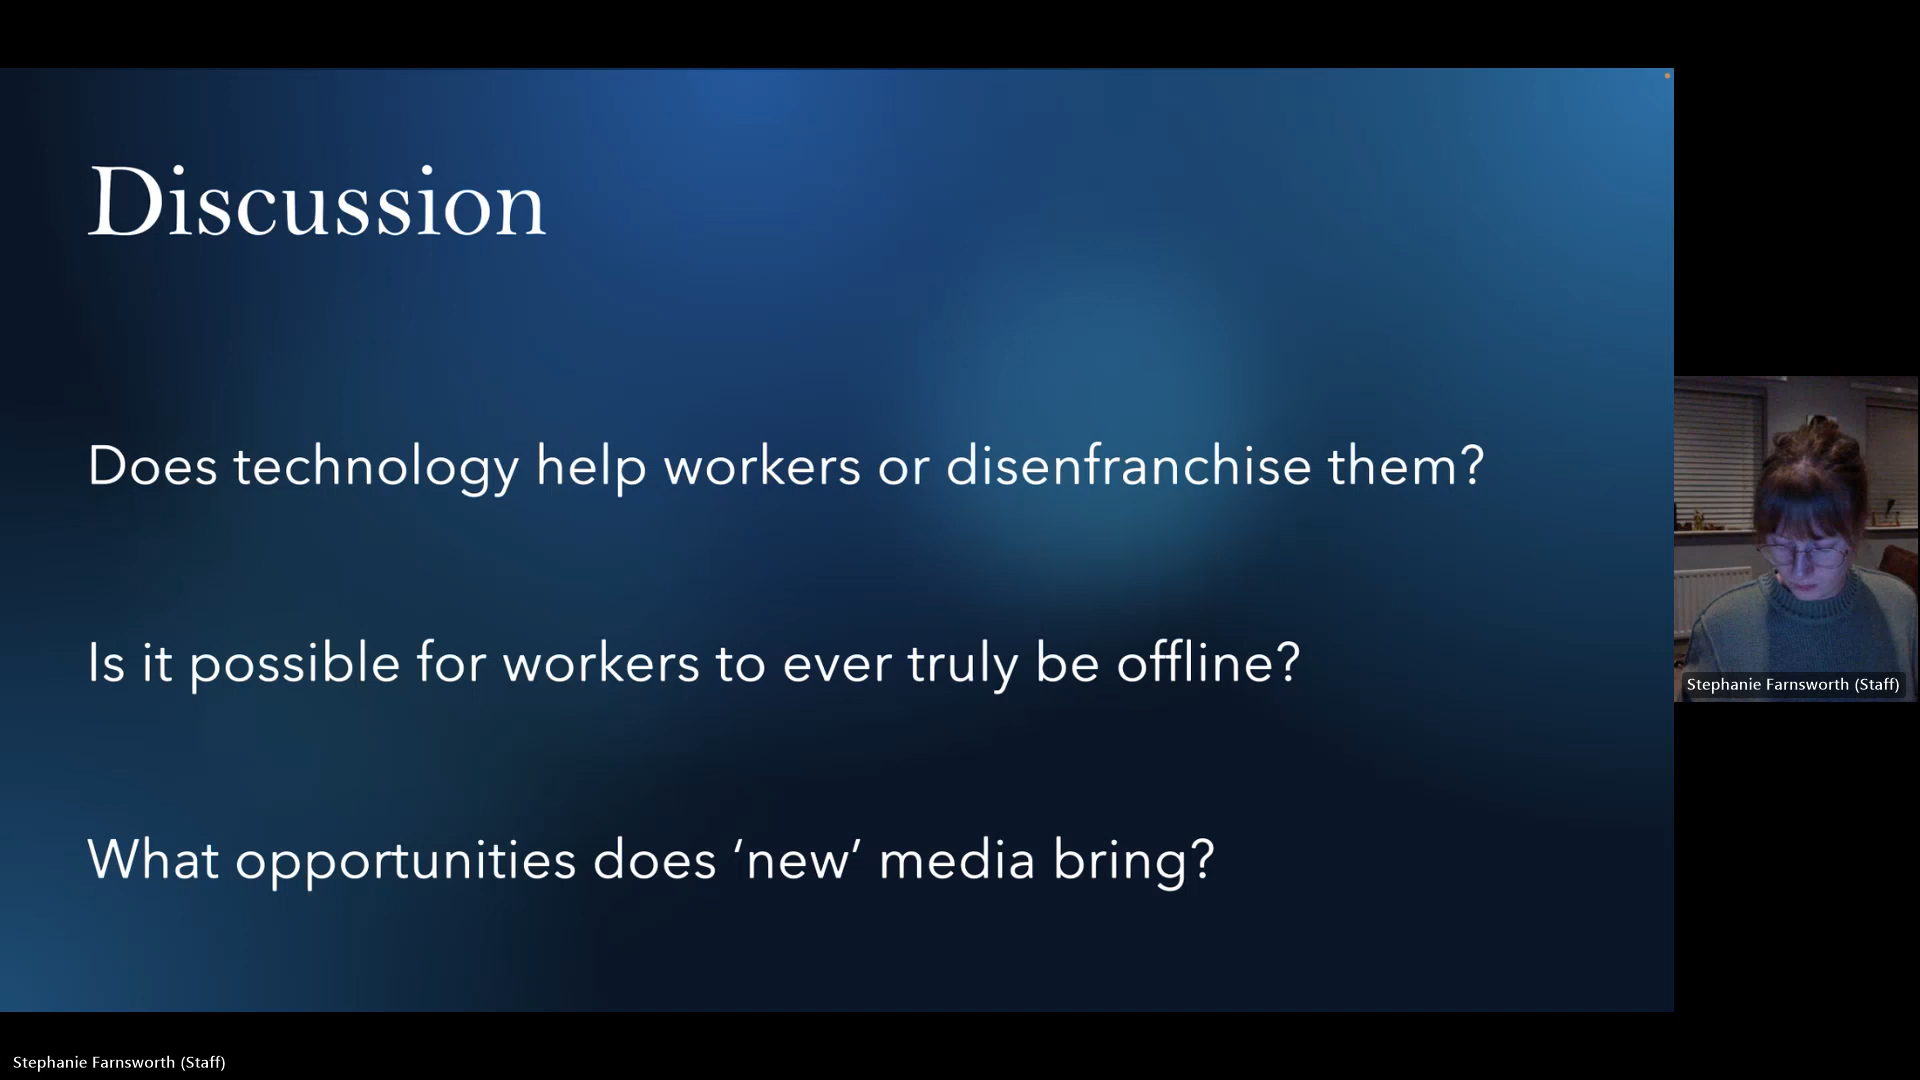 Discussion
Does technology help workers or disenfranchise them?
Is it possible for workers to ever truly be offline?
What opportunities does ‘new’ media bring?
Stephanie Farnsworth (Staff)
Stephanie Farnsworth (Staff)